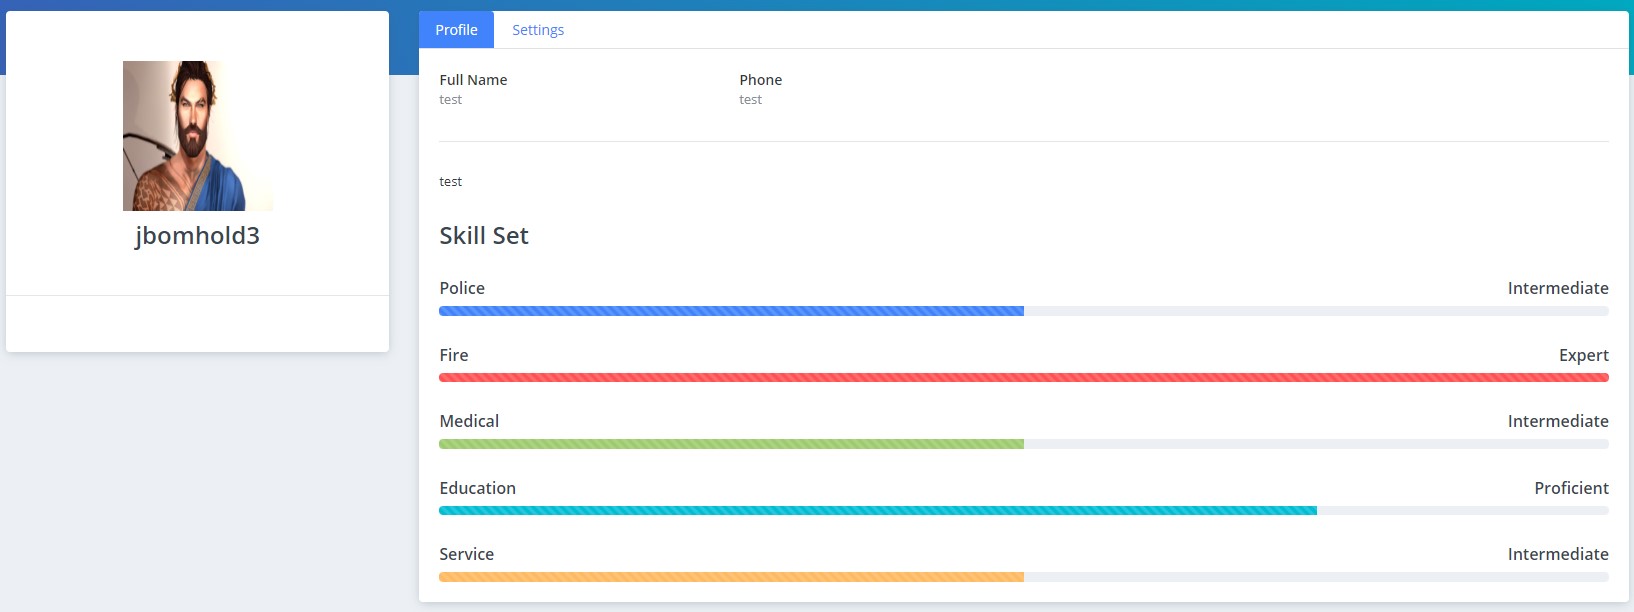 jbomhold3
Profile Settings
Full Name Phone
test test
test
Skill Set
Police Intermediate
Fire Expert
Medical Intermediate
Education Proficient
Service Intermediate